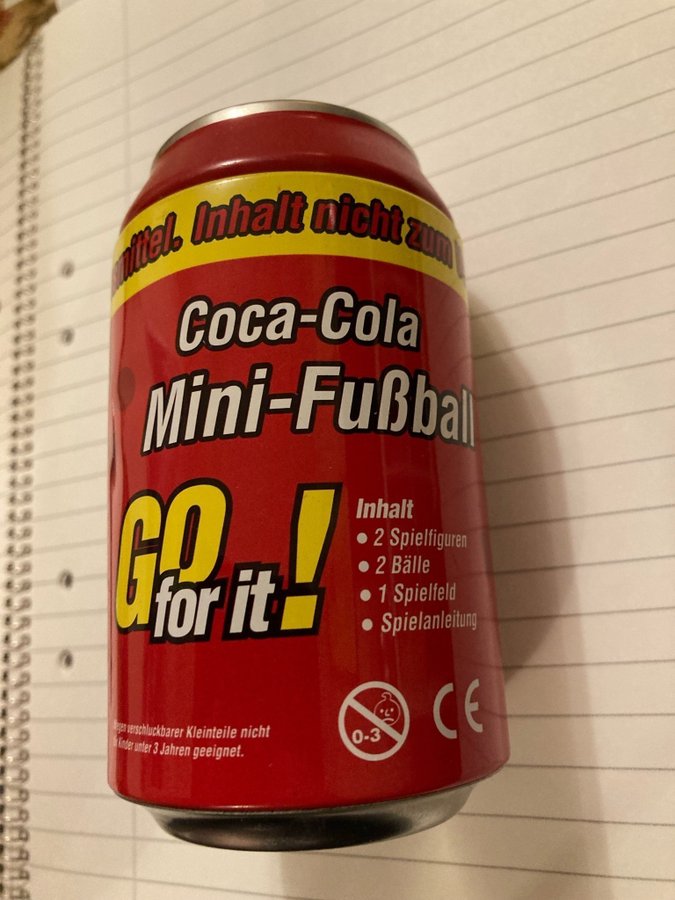 Inhalt nicht zum
Coca-Cola
Mini-Fußball
GO
for it!
Inhalt
• 2 Spielfiguren
• 2 Bälle
• 1 Spielfeld
• Spielanleitung
verschluckbarer Kleinteile nicht
Kinder unter 3 Jahren geeignet.
0-3
CE